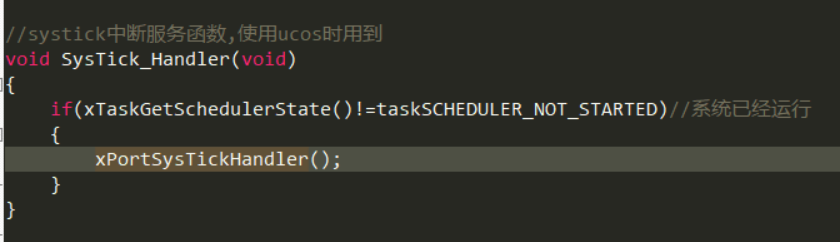 //systick中断服务函数,使用ucos时用到
void SysTick_Handler(void)
{
    if(xTaskGetSchedulerState()!=taskSCHEDULER_NOT_STARTED)//系统已经运行
    {
        xPortSysTickHandler();
    }
}